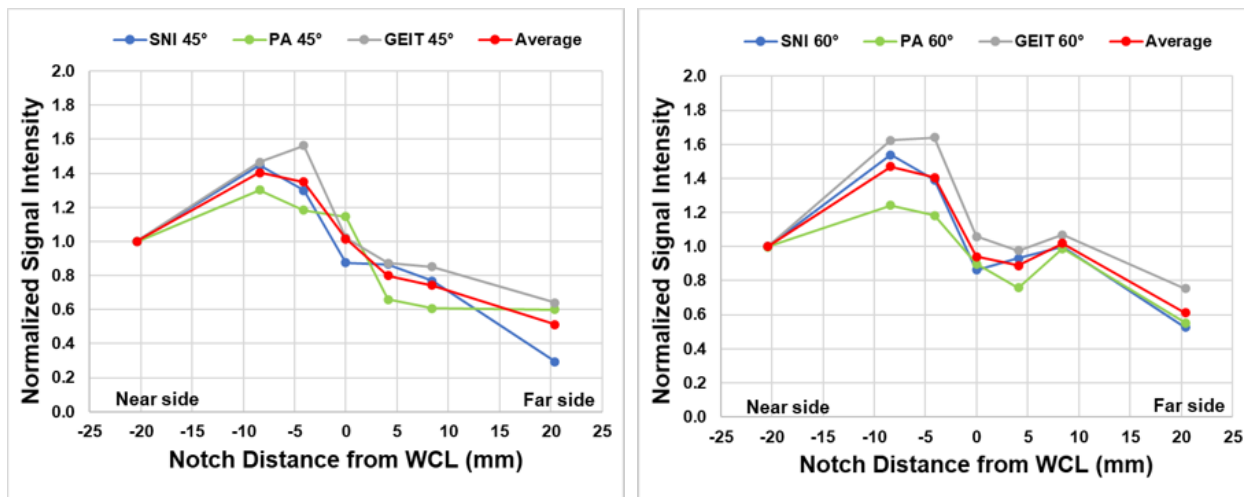 SNI 45° PA 45° GEIT 45° Average
2.0
1.8
1.6
1.4
1.2
1.0
0.8
0.6
0.4
0.2
0.0
Normalized Signal Intensity
Near side Far side
-25 -20 -15 -10 -5 0 5 10 15 20 25
Notch Distance from WCL (mm)
SNI 60° PA 60° GEIT 60° Average
2.0
1.8
1.6
1.4
1.2
1.0
0.8
0.6
0.4
0.2
0.0
Normalized Signal Intensity
Near side Far side
-25 -20 -15 -10 -5 0 5 10 15 20 25
Notch Distance from WCL (mm)